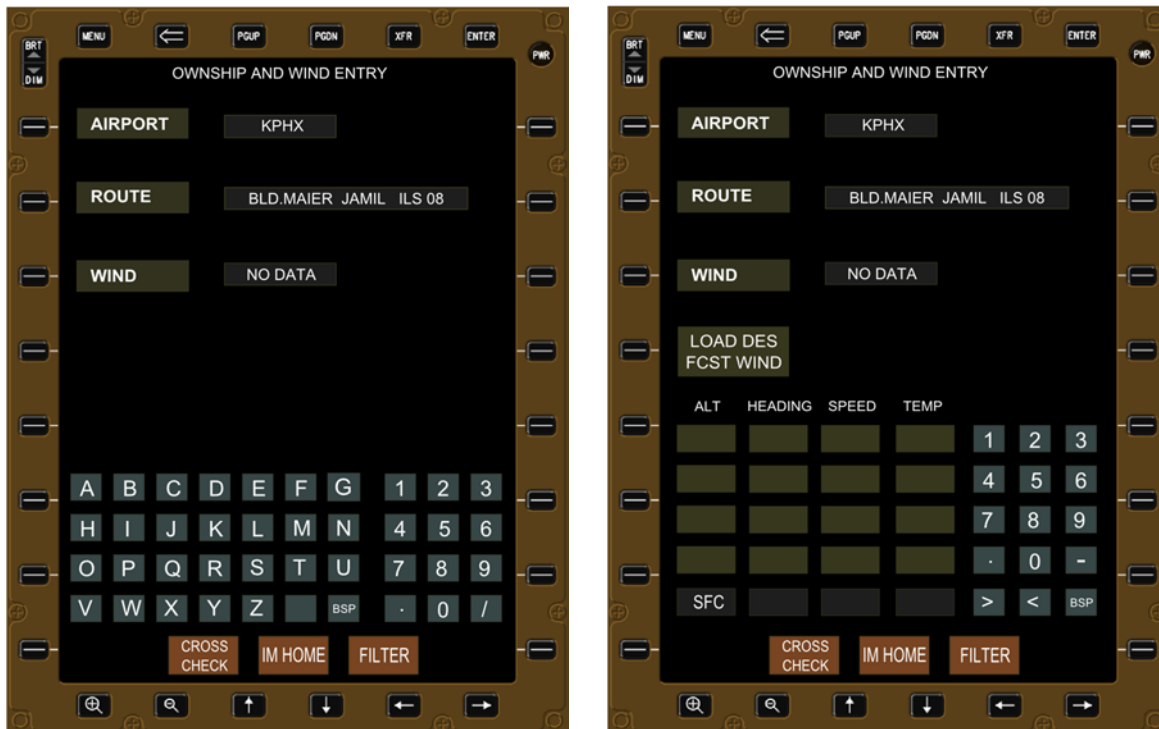 MENU PGUP PGDN XFR ENTER
BRT
DIM
PWR
OWNSHIP AND WIND ENTRY
AIRPORT KPHX
ROUTE BLD.MAIER JAMIL ILS 08
WIND NO DATA
A B C D E F G 1 2 3
H I J K L M N 4 5 6
O P Q R S T U 7 8 9
V W X Y Z BSP . 0 /
CROSS CHECK IM HOME FILTER
MENU PGUP PGDN XFR ENTER
BRT
DIM
PWR
OWNSHIP AND WIND ENTRY
AIRPORT KPHX
ROUTE BLD.MAIER JAMIL ILS 08
WIND NO DATA
LOAD DES
FCST WIND
ALT HEADING SPEED TEMP
1 2 3
4 5 6
7 8 9
. 0 -
SFC > < BSP
CROSS CHECK IM HOME FILTER